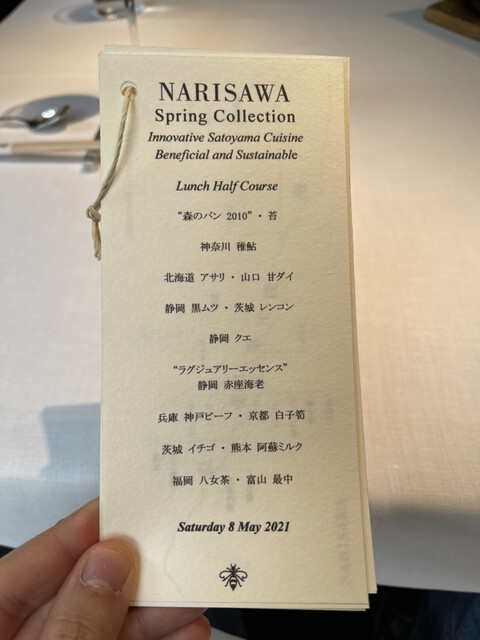 NARISAWA
Spring Collection
Innovative Satoyama Cuisine
Beneficial and Sustainable
Lunch Half Course
“森のパン 2010”・苔
神奈川 稚鮎
北海道 アサリ・山口 甘ダイ
静岡 黒ムツ・茨城 レンコン
静岡 クエ
“ラグジュアリーエッセンス”
静岡 赤座海老
兵庫 神戸ビーフ・京都 白子筍
茨城 イチゴ・熊本 阿蘇ミルク
福岡 八女茶・富山 最中
Saturday 8 May 2021